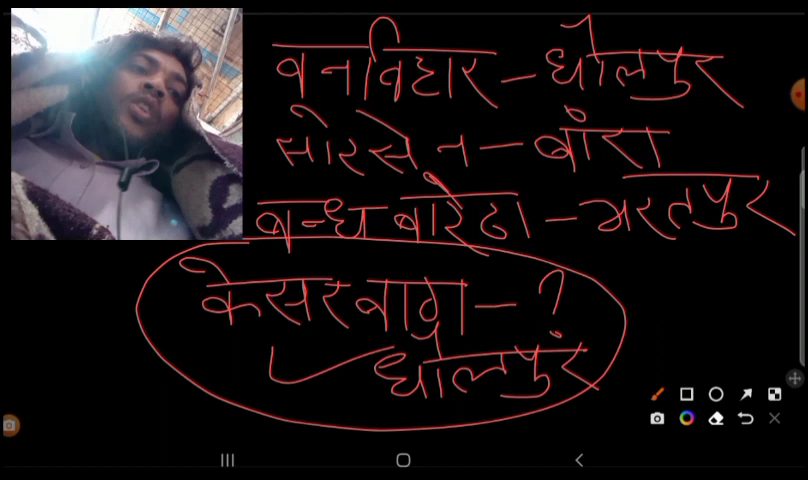 वनविहार - धौलपुर
सोरसेन - बांरा
बन्ध बारेठा - भरतपुर
केसरबाग - ?
धौलपुर